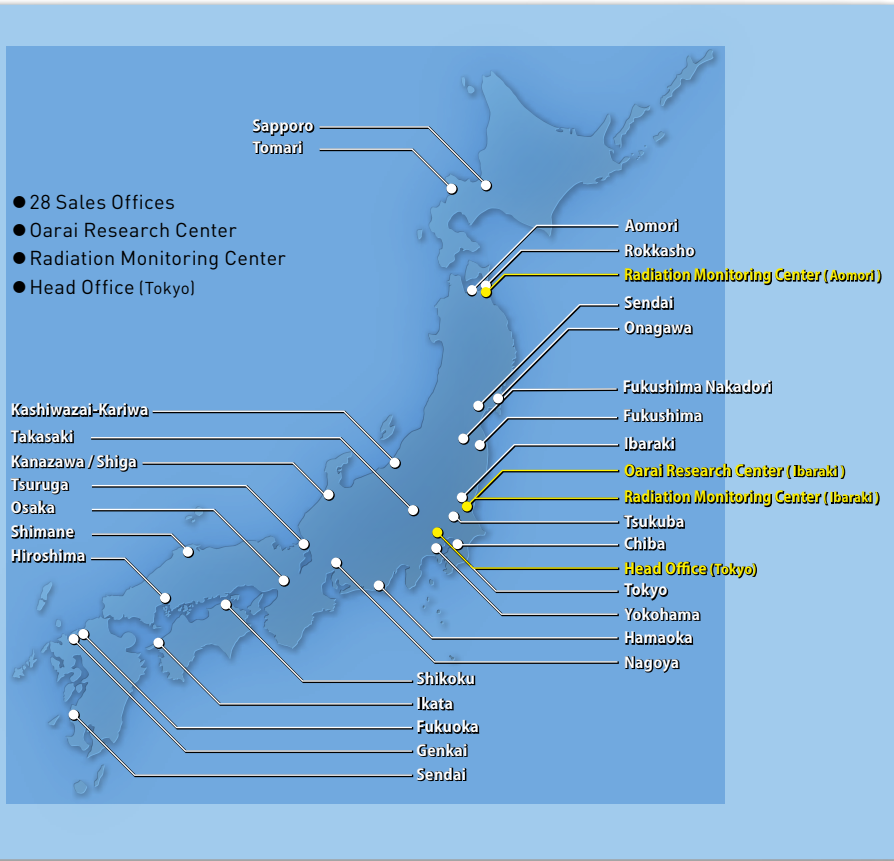 Sapporo
Tomari
● 28 Sales Offices
● Oarai Research Center
● Radiation Monitoring Center
● Head Office (Tokyo)
Aomori
Rokkasho
Radiation Monitoring Center ( Aomori )
Sendai
Onagawa
Fukushima Nakadori
Fukushima
Ibaraki
Oarai Research Center ( Ibaraki )
Radiation Monitoring Center ( Ibaraki )
Tsukuba
Chiba
Head Office (Tokyo)
Tokyo
Yokohama
Hamaoka
Nagoya
Kashiwazai-Kariwa
Takasaki
Kanazawa / Shiga
Tsuruga
Osaka
Shimane
Hiroshima
Shikoku
Ikata
Fukuoka
Genkai
Sendai